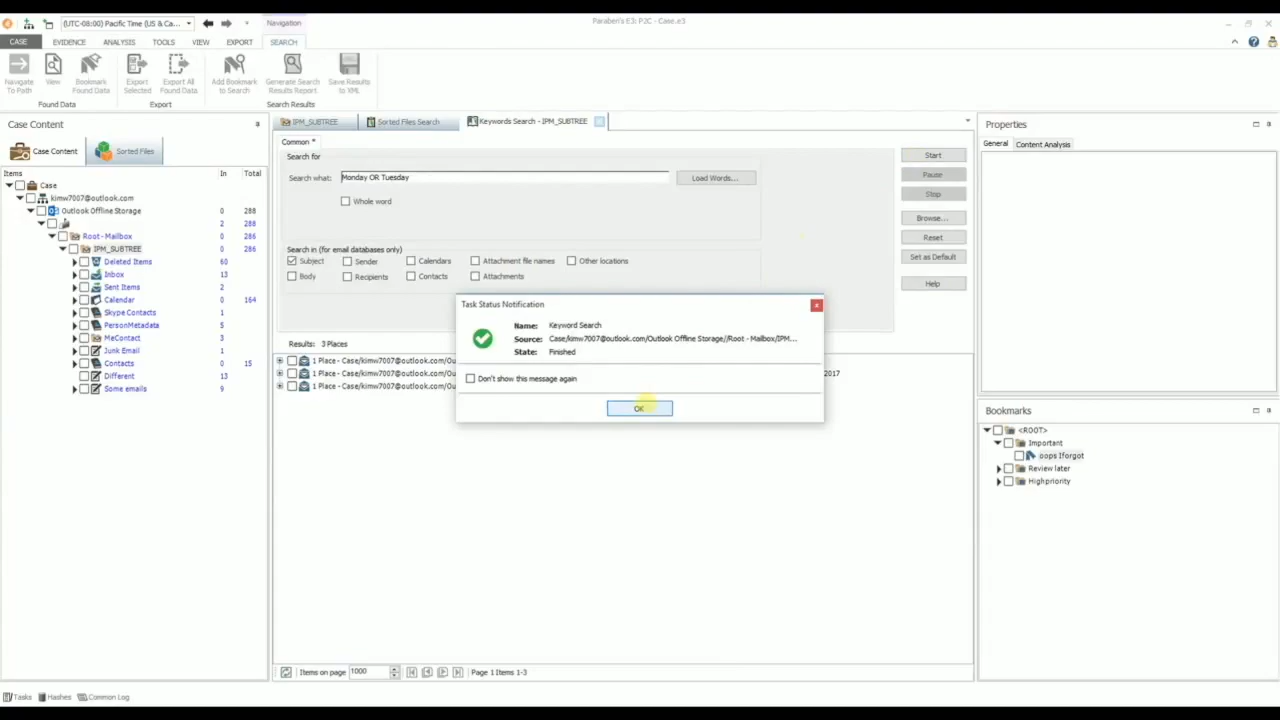 (UTC-08:00) Pacific Time (US & Ca...
Navigation
Paraben's E3: P2C - Case.e3
CASE EVIDENCE ANALYSIS TOOLS VIEW EXPORT SEARCH
Navigate To Path
View
Bookmark Found Data
Export Selected
Export All Found Data
Add Bookmark to Search
Generate Search Results Report
Save Results to XML
Found Data Export Search Results
Case Content
Case Content Sorted Files
Items In Total
Case
kimw7007@outlook.com
Outlook Offline Storage 0 288
2 288
Root - Mailbox 0 286
IPM_SUBTREE 0 286
Deleted Items 60
Inbox 13
Sent Items 2
Calendar 0 164
Skype Contacts 1
PersonMetadata 5
MeContact 2
Junk Email 1
Contacts 0 15
Different 13
Some emails 9
IPM_SUBTREE Sorted Files Search Keywords Search - IPM_SUBTREE
Common *
Search for
Search what: Monday OR Tuesday Load Words...
Whole word
Search in (for email databases only)
Subject Sender Calendars Attachment file names Other locations
Body Recipients Contacts Attachments
Start
Pause
Stop
Browse...
Reset
Set as Default
Help
Task Status Notification
Name: Keyword Search
Source: Case/kimw7007@outlook.com/Outlook Offline Storage//Root - Mailbox/IPM...
State: Finished
Don't show this message again
OK
Results: 3 Places
1 Place - Case/kimw7007@outlook.com/Ou
1 Place - Case/kimw7007@outlook.com/Ou 2017
1 Place - Case/kimw7007@outlook.com/Ou
Items on page 1000 Page 1 Items 1-3
Properties
General Content Analysis
Bookmarks
<ROOT>
Important
oops Iforgot
Review later
Highpriority
Tasks Hashes Common Log